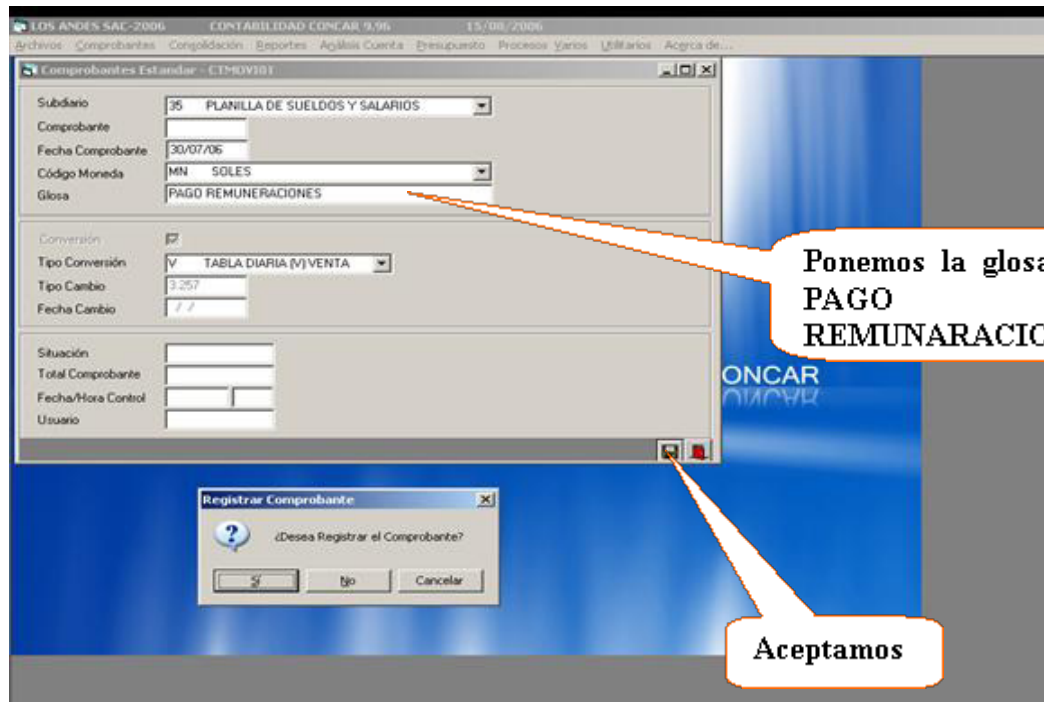 LOS ANDES SAC-2006 CONTABILIDAD CONCAR 9.96 15/08/2006
Archivos Comprobantes Consolidación Reportes Análisis Cuenta Presupuesto Procesos Varios Utilitarios Acerca de...
Comprobantes Estandar - CTMOV101
Subdiario 35 PLANILLA DE SUELDOS Y SALARIOS
Comprobante
Fecha Comprobante 30/07/06
Código Moneda MN SOLES
Glosa PAGO REMUNERACIONES
Conversión
Tipo Conversión V TABLA DIARIA (V) VENTA
Tipo Cambio 3.257
Fecha Cambio / /
Situación
Total Comprobante
Fecha/Hora Control
Usuario
Ponemos la glosa
PAGO
REMUNARACIO
ONCAR
Registrar Comprobante
¿Desea Registrar el Comprobante?
Sí No Cancelar
Aceptamos